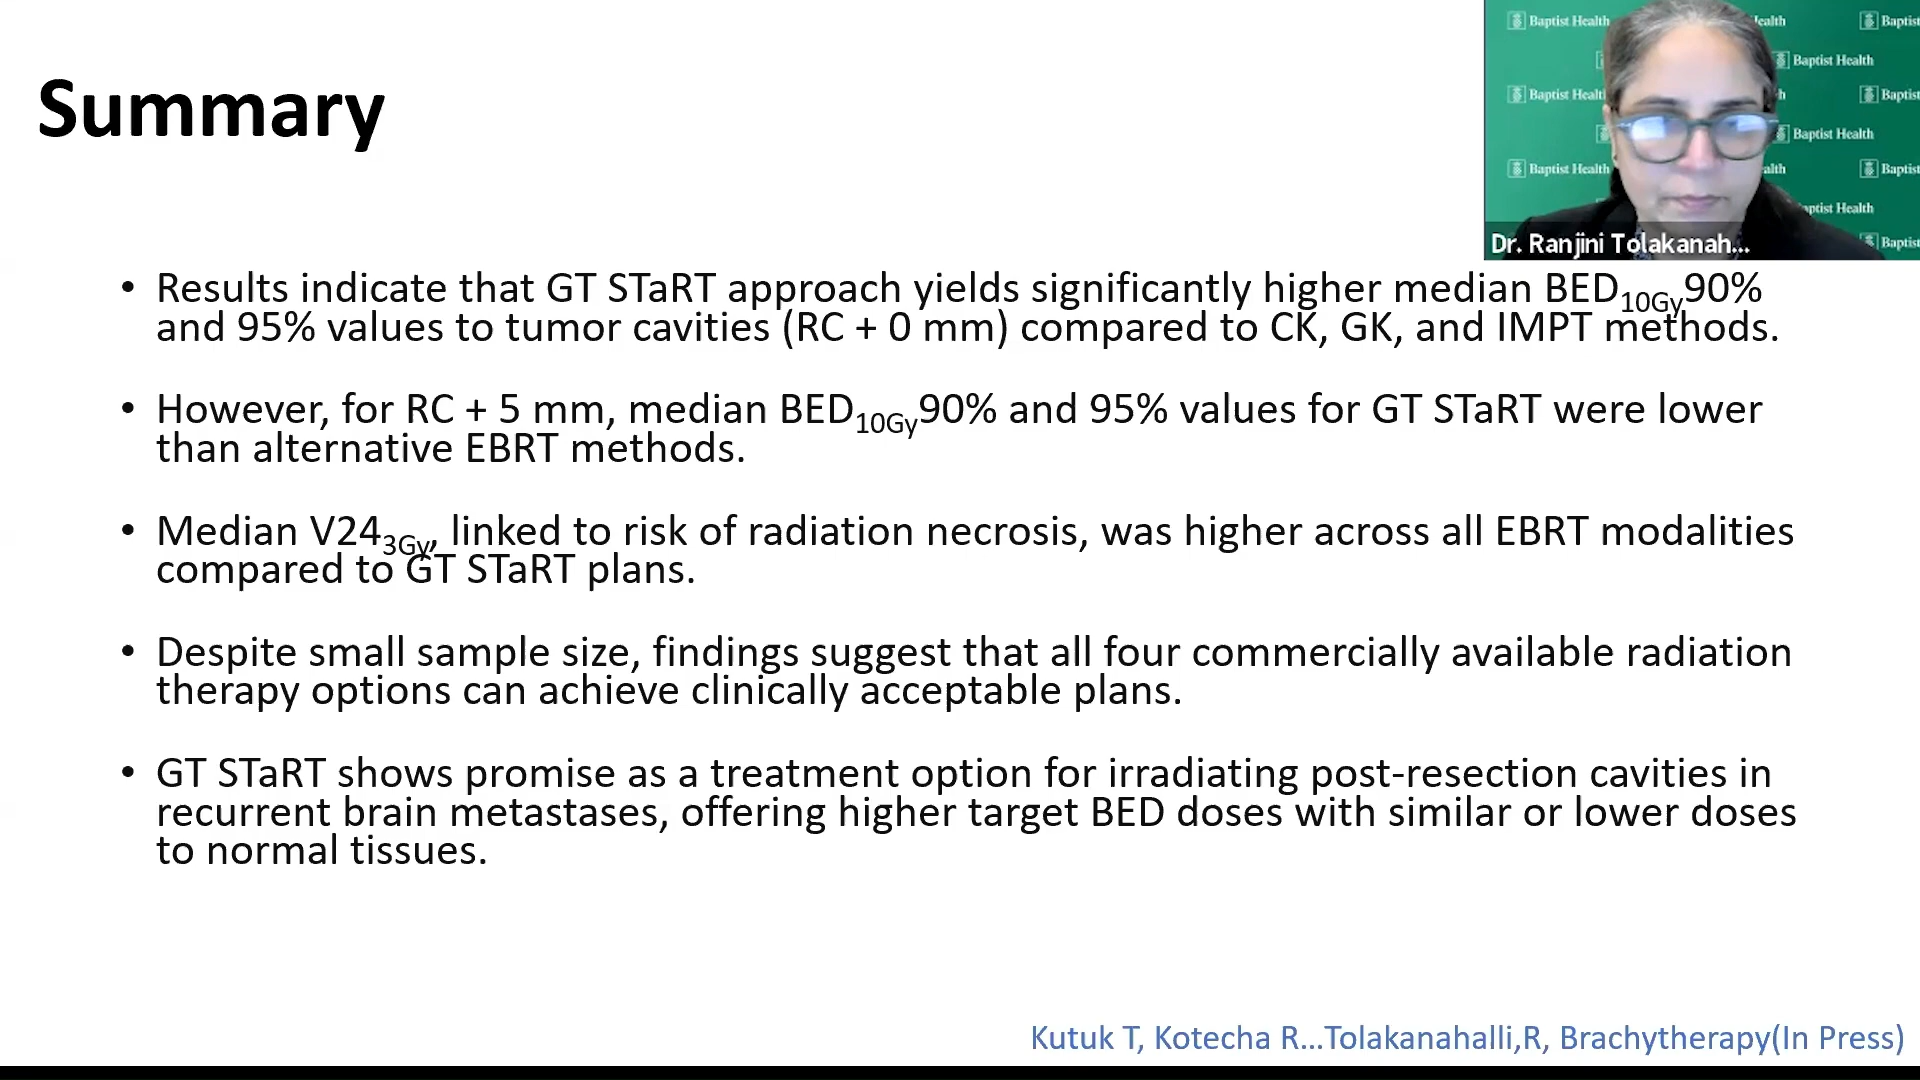 Summary
Baptist Health
Baptist Health
Baptist Health
Baptist Health
Dr. Ranjini Tolakanah...
• Results indicate that GT STaRT approach yields significantly higher median BED10Gy90%
and 95% values to tumor cavities (RC + 0 mm) compared to CK, GK, and IMPT methods.
• However, for RC + 5 mm, median BED10Gy90% and 95% values for GT STaRT were lower
than alternative EBRT methods.
• Median V243Gy, linked to risk of radiation necrosis, was higher across all EBRT modalities
compared to GT STaRT plans.
• Despite small sample size, findings suggest that all four commercially available radiation
therapy options can achieve clinically acceptable plans.
• GT STaRT shows promise as a treatment option for irradiating post-resection cavities in
recurrent brain metastases, offering higher target BED doses with similar or lower doses
to normal tissues.
Kutuk T, Kotecha R...Tolakanahalli,R, Brachytherapy(In Press)